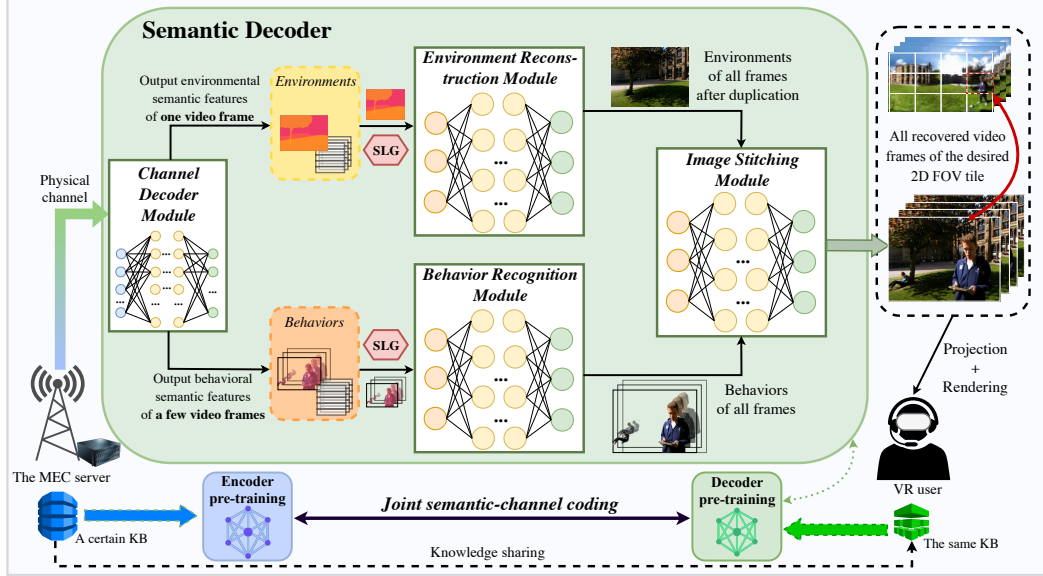 Semantic Decoder
Output environmental
semantic features
of one video frame
Environments
SLG
Environment Recons-
truction Module
...
Environments
of all frames
after duplication
All recovered video
frames of the desired
2D FOV tile
Physical
channel
Channel
Decoder
Module
...
...
...
...
...
Image Stitching
Module
...
Behaviors
SLG
Behavior Recognition
Module
...
Output behavioral
semantic features
of a few video frames
Behaviors
of all frames
Projection
+
Rendering
The MEC server
VR user
Encoder
pre-training
Joint semantic-channel coding
Decoder
pre-training
A certain KB
The same KB
Knowledge sharing